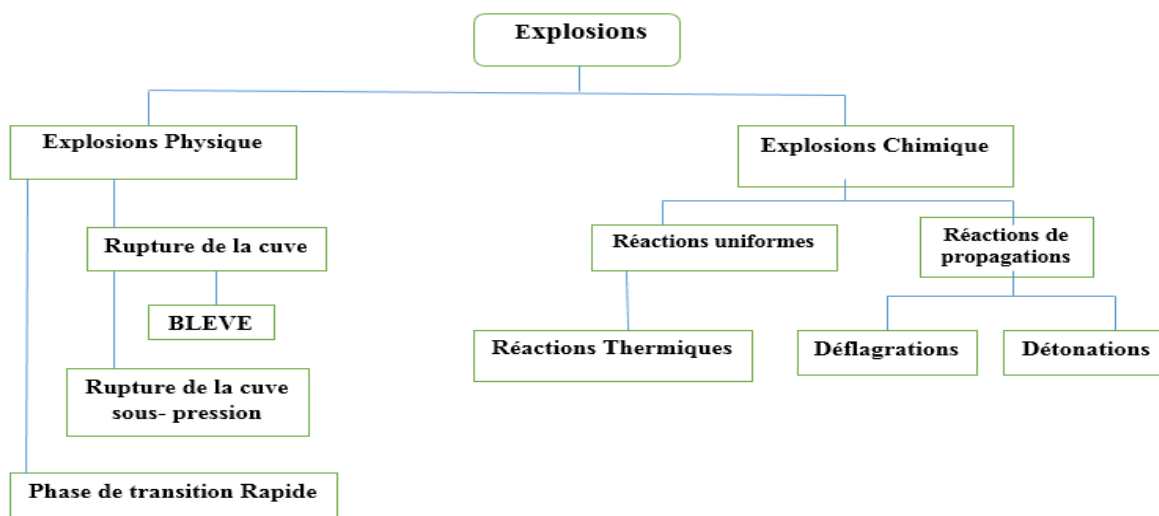 Explosions
Explosions Physique
Explosions Chimique
Rupture de la cuve
Réactions uniformes
Réactions de
propagations
BLEVE
Réactions Thermiques
Déflagrations
Détonations
Rupture de la cuve
sous- pression
Phase de transition Rapide